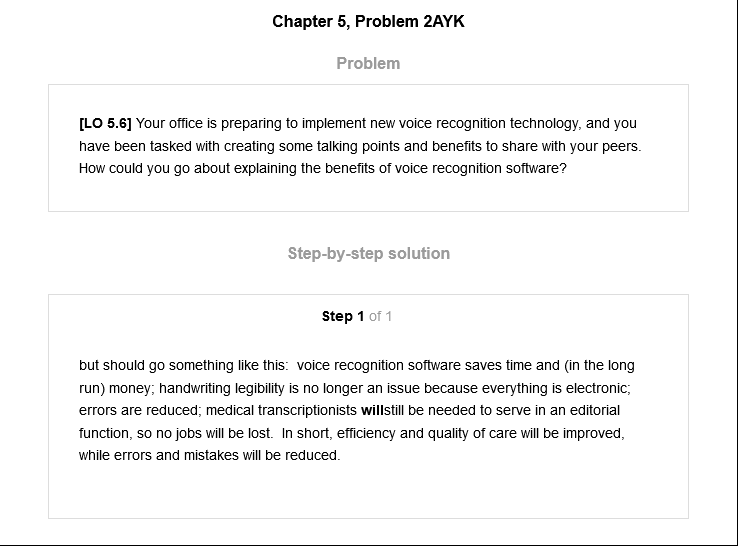 Chapter 5, Problem 2AYK
Problem
[LO 5.6] Your office is preparing to implement new voice recognition technology, and you
have been tasked with creating some talking points and benefits to share with your peers.
How could you go about explaining the benefits of voice recognition software?
Step-by-step solution
Step 1 of 1
but should go something like this:  voice recognition software saves time and (in the long
run) money; handwriting legibility is no longer an issue because everything is electronic;
errors are reduced; medical transcriptionists willstill be needed to serve in an editorial
function, so no jobs will be lost.  In short, efficiency and quality of care will be improved,
while errors and mistakes will be reduced.